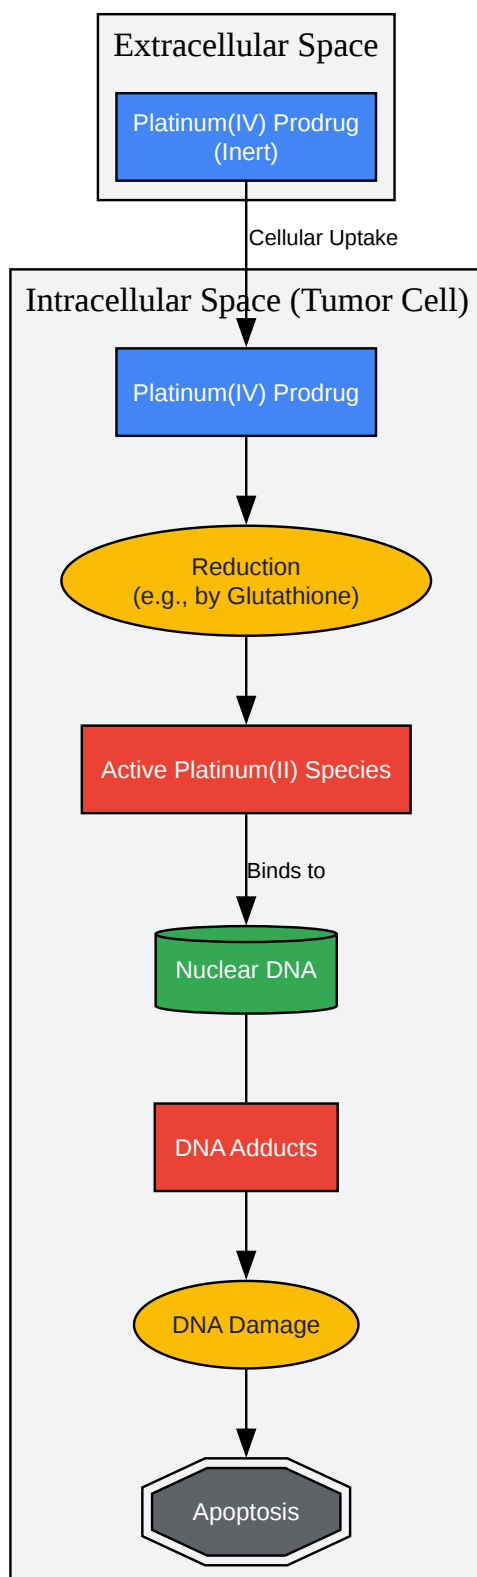 Extracellular Space
Platinum(IV) Prodrug
(Inert)
Cellular Uptake
Intracellular Space (Tumor Cell)
Platinum(IV) Prodrug
Reduction
(e.g., by Glutathione)
Active Platinum(II) Species
Binds to
Nuclear DNA
DNA Adducts
DNA Damage
Apoptosis